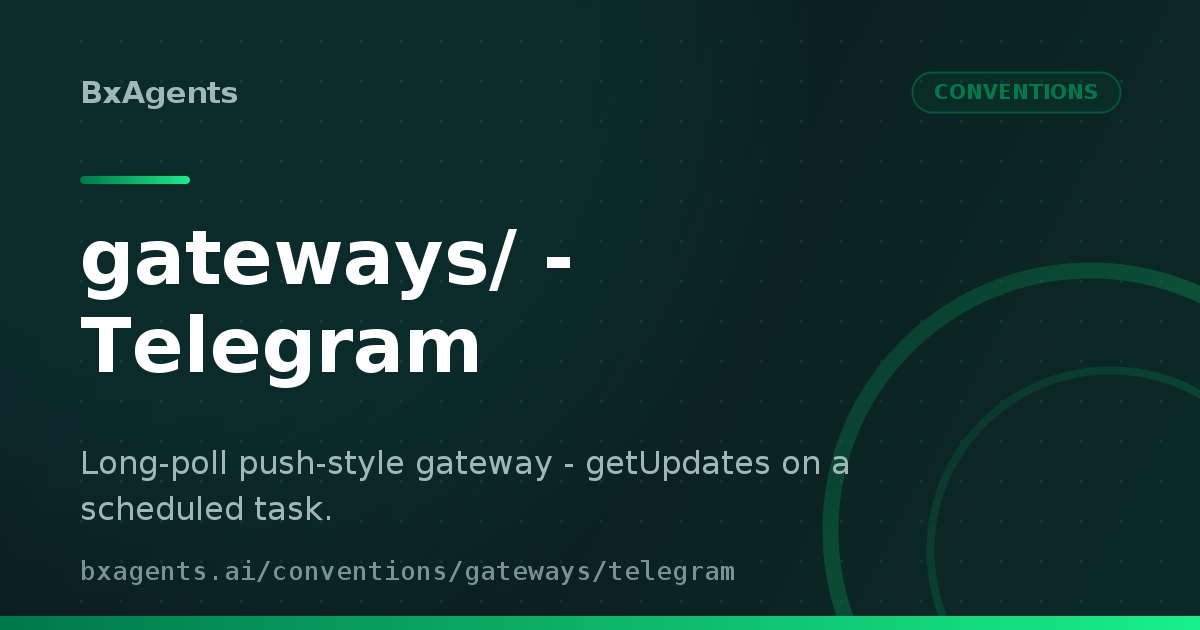 BxAgents
CONVENTIONS
gateways/ -
Telegram
Long-poll push-style gateway - getUpdates on a
scheduled task.
bxagents.ai/conventions/gateways/telegram